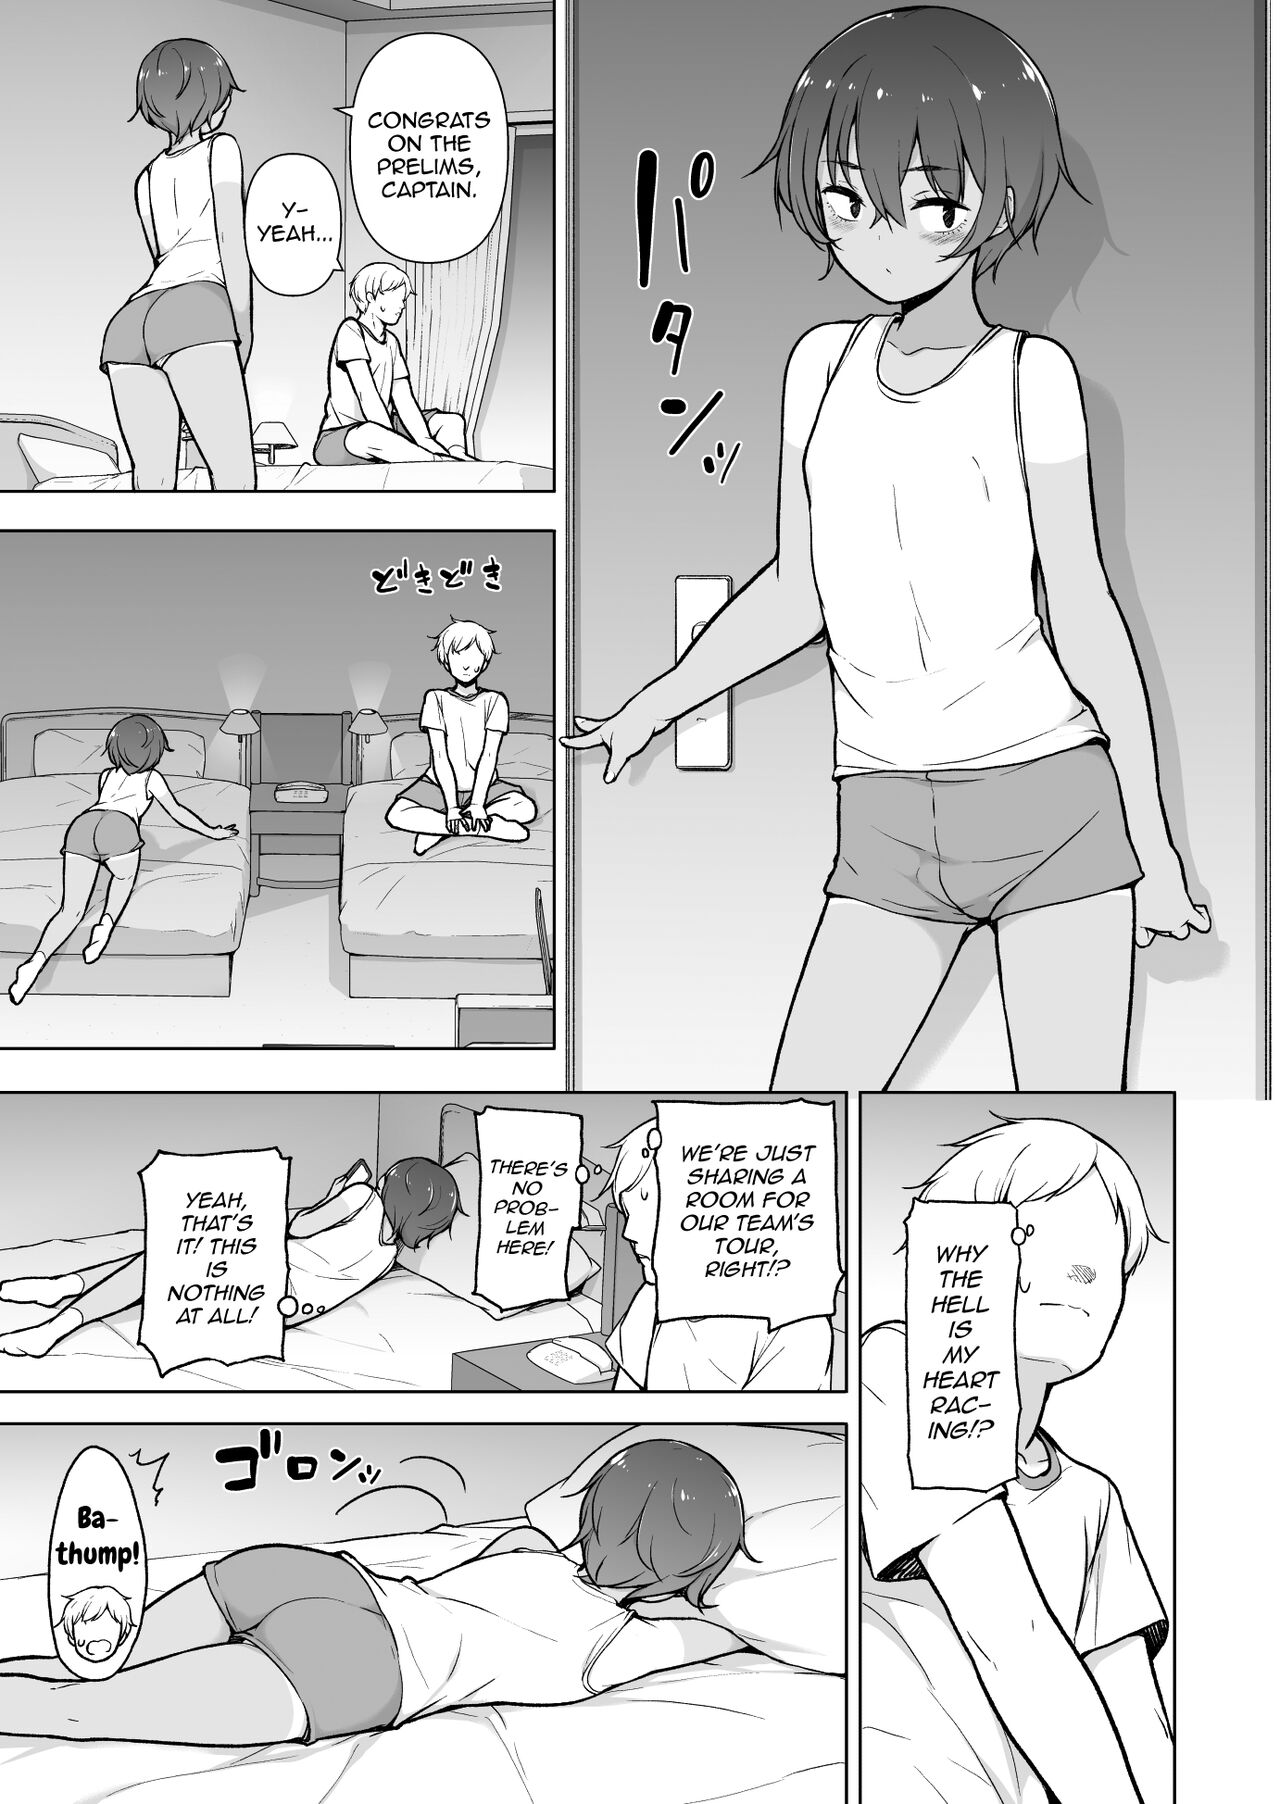 バタンッ
CONGRATS
ON THE
PRELIMS,
CAPTAIN.
Y-
YEAH...
どきどき
WHY
THE
HELL IS
MY
HEART
RAC-
ING!?
WE'RE JUST
SHARING A
ROOM FOR
OUR TEAM'S
TOUR,
RIGHT!?
THERE'S
NO
PROB-
LEM
HERE!
YEAH,
THAT'S
IT! THIS
IS
NOTHING
AT ALL!
ゴロンッ
Ba-
thump!